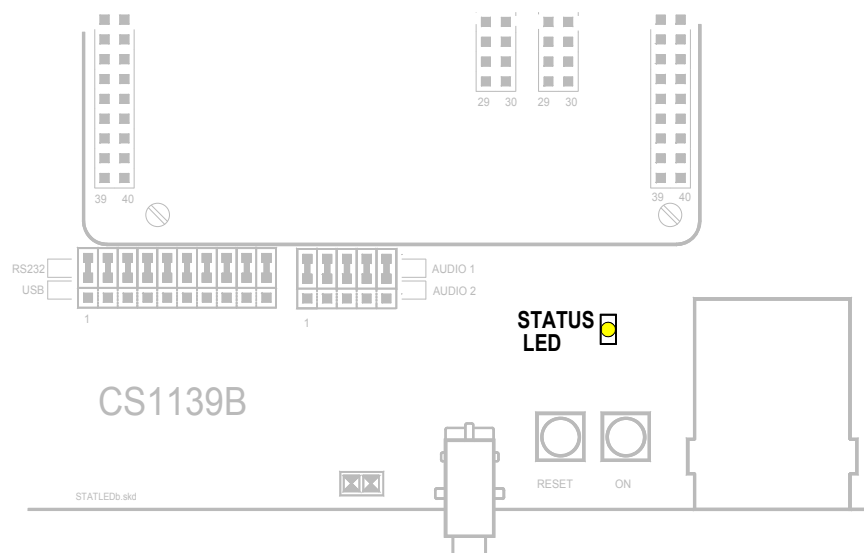 29 30 29 30
39 40 39 40
RS232 AUDIO 1
USB AUDIO 2
1 1
STATUS
LED
CS1139B
RESET ON
STATLEDb.skd